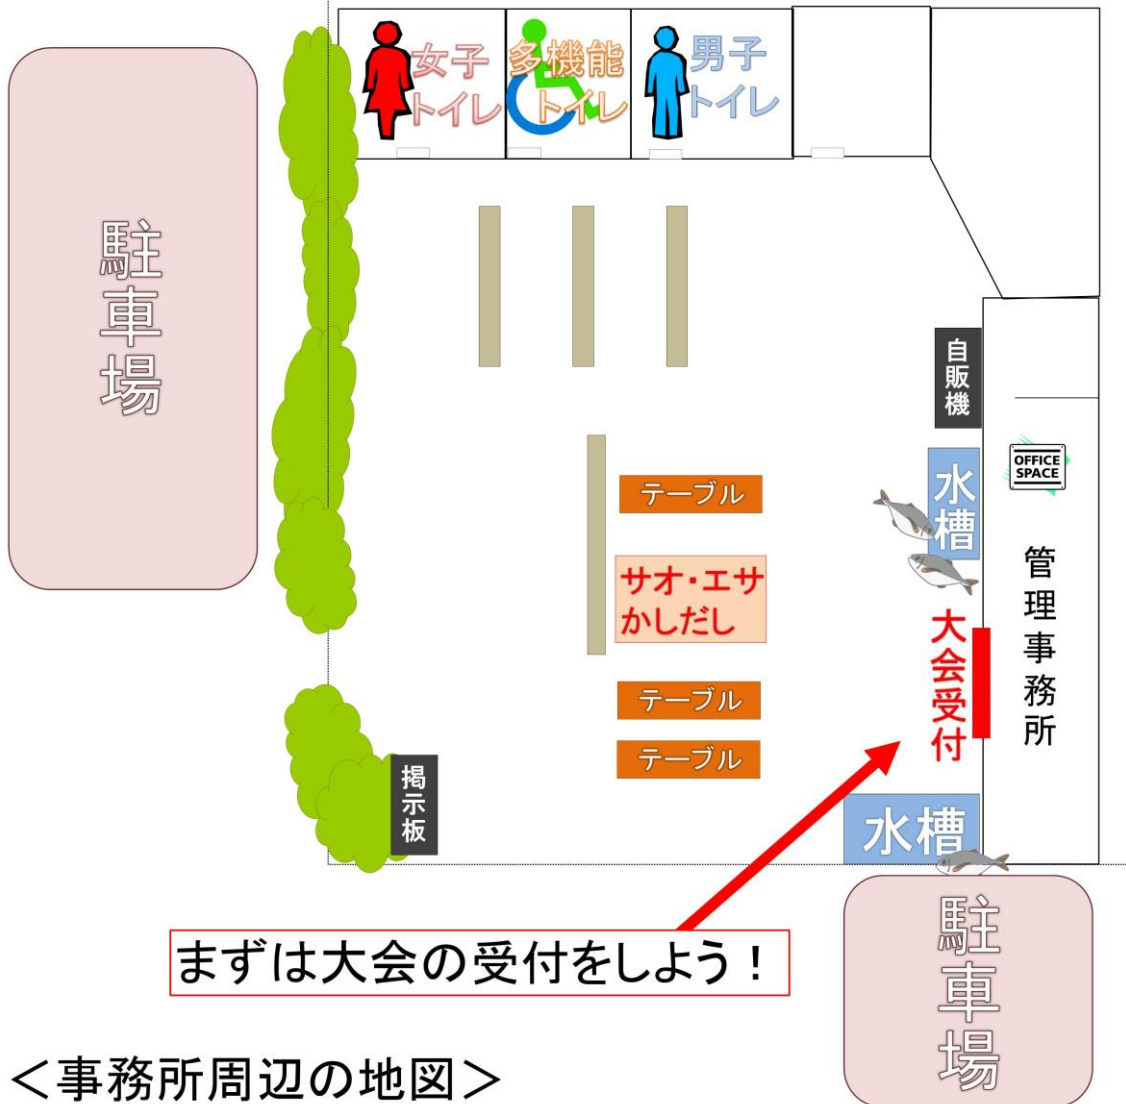 女子
トイレ
多機能
トイレ
男子
トイレ
駐車場
自販機
OFFICE
SPACE
水槽
テーブル
サオ・エサ
かしだし
管理事務所
大会受付
テーブル
テーブル
掲示板
水槽
まずは大会の受付をしよう！
駐車場
＜事務所周辺の地図＞